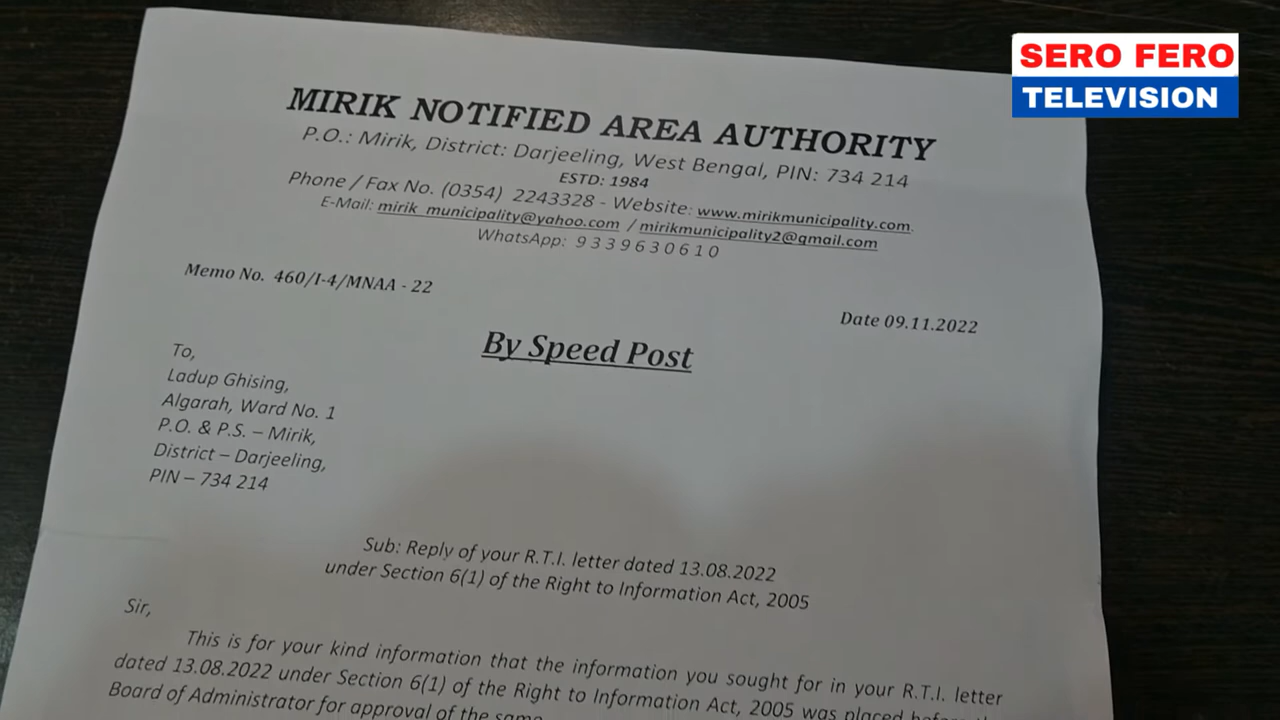 SERO FERO
TELEVISION
MIRIK NOTIFIED AREA AUTHORITY
P.O.: Mirik, District: Darjeeling, West Bengal, PIN: 734 214
ESTD: 1984
Phone / Fax No. (0354) 2243328 - Website: www.mirikmunicipality.com.
E-Mail: mirik_municipality@yahoo.com / mirikmunicipality2@gmail.com
WhatsApp: 9339630610
Memo No. 460/I-4/MNAA - 22
Date 09.11.2022
By Speed Post
To,
Ladup Ghising,
Algarah, Ward No. 1
P.O. & P.S. – Mirik,
District – Darjeeling,
PIN – 734 214
Sub: Reply of your R.T.I. letter dated 13.08.2022
under Section 6(1) of the Right to Information Act, 2005
Sir,
This is for your kind information that the information you sought for in your R.T.I. letter
dated 13.08.2022 under Section 6(1) of the Right to Information Act, 2005 was placed before
Board of Administrator for approval of the same